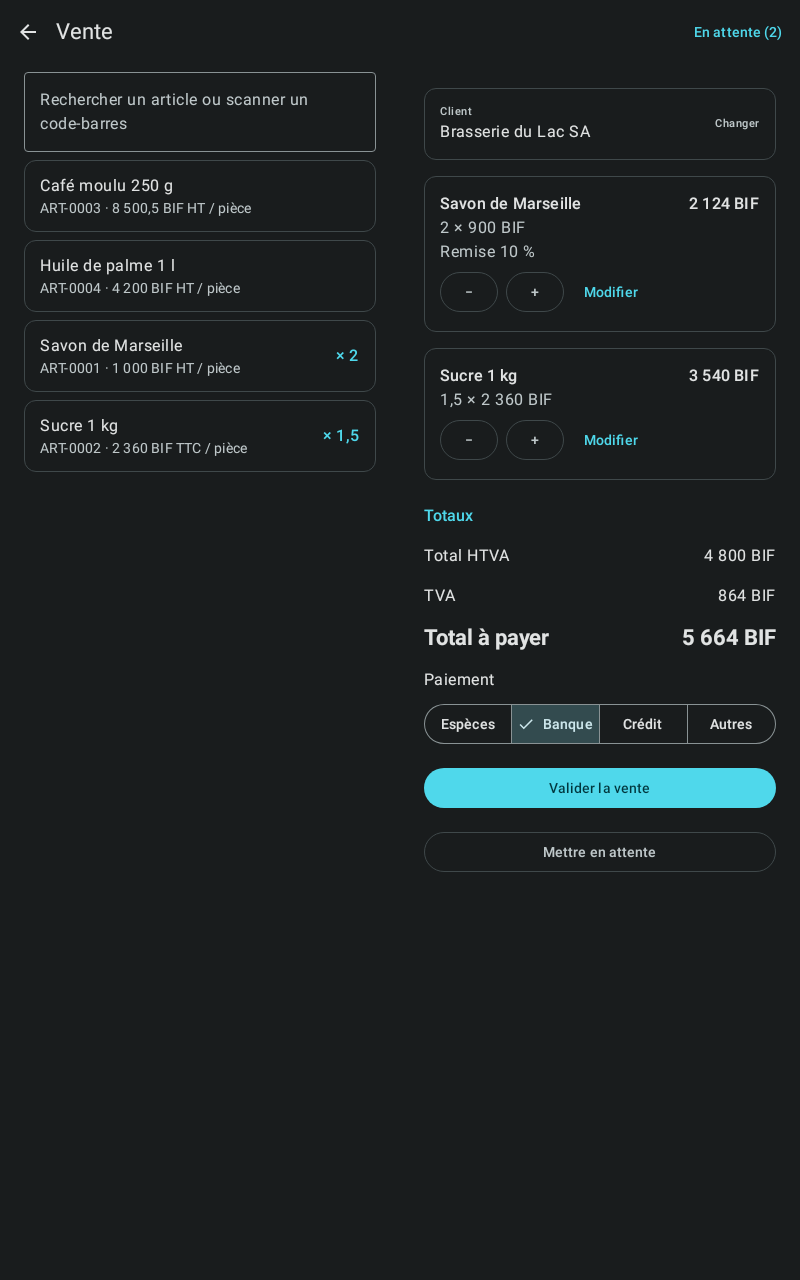 Vente
En attente (2)
Rechercher un article ou scanner un
code-barres
Café moulu 250 g
ART-0003 · 8 500,5 BIF HT / pièce
Huile de palme 1 l
ART-0004 · 4 200 BIF HT / pièce
Savon de Marseille
ART-0001 · 1 000 BIF HT / pièce
× 2
Sucre 1 kg
ART-0002 · 2 360 BIF TTC / pièce
× 1,5
Client
Brasserie du Lac SA
Changer
Savon de Marseille 2 124 BIF
2 × 900 BIF
Remise 10 %
− + Modifier
Sucre 1 kg 3 540 BIF
1,5 × 2 360 BIF
− + Modifier
Totaux
Total HTVA 4 800 BIF
TVA 864 BIF
Total à payer 5 664 BIF
Paiement
Espèces Banque Crédit Autres
Valider la vente
Mettre en attente